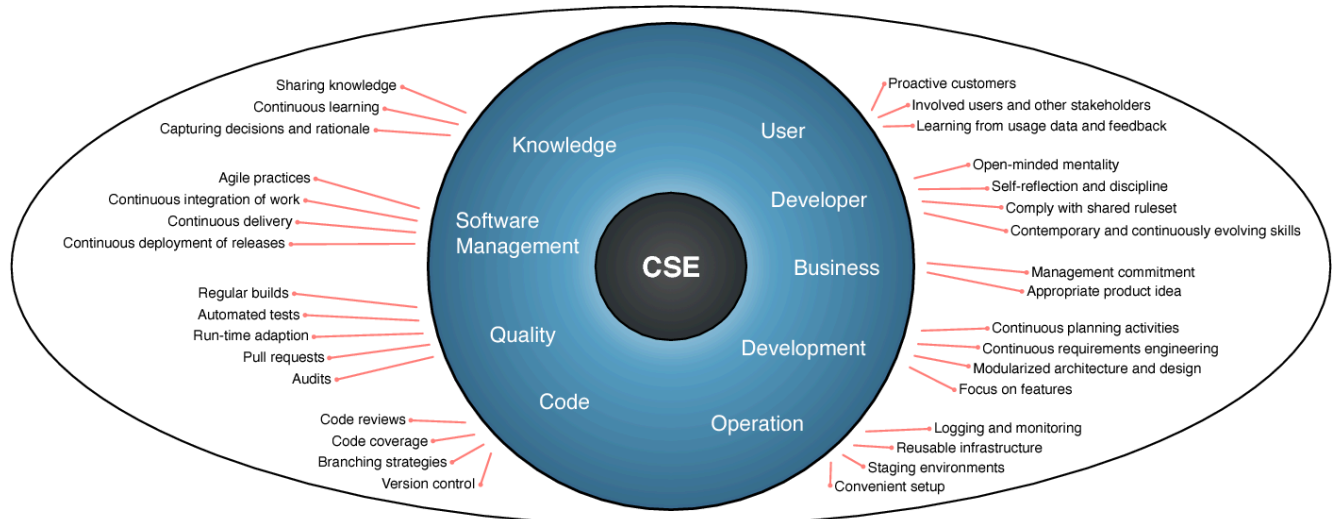 Sharing knowledge
Continuous learning
Capturing decisions and rationale
Agile practices
Continuous integration of work
Continuous delivery
Continuous deployment of releases
Regular builds
Automated tests
Run-time adaption
Pull requests
Audits
Code reviews
Code coverage
Branching strategies
Version control
Knowledge
Software
Management
Quality
Code
CSE
User
Developer
Business
Development
Operation
Proactive customers
Involved users and other stakeholders
Learning from usage data and feedback
Open-minded mentality
Self-reflection and discipline
Comply with shared ruleset
Contemporary and continuously evolving skills
Management commitment
Appropriate product idea
Continuous planning activities
Continuous requirements engineering
Modularized architecture and design
Focus on features
Logging and monitoring
Reusable infrastructure
Staging environments
Convenient setup